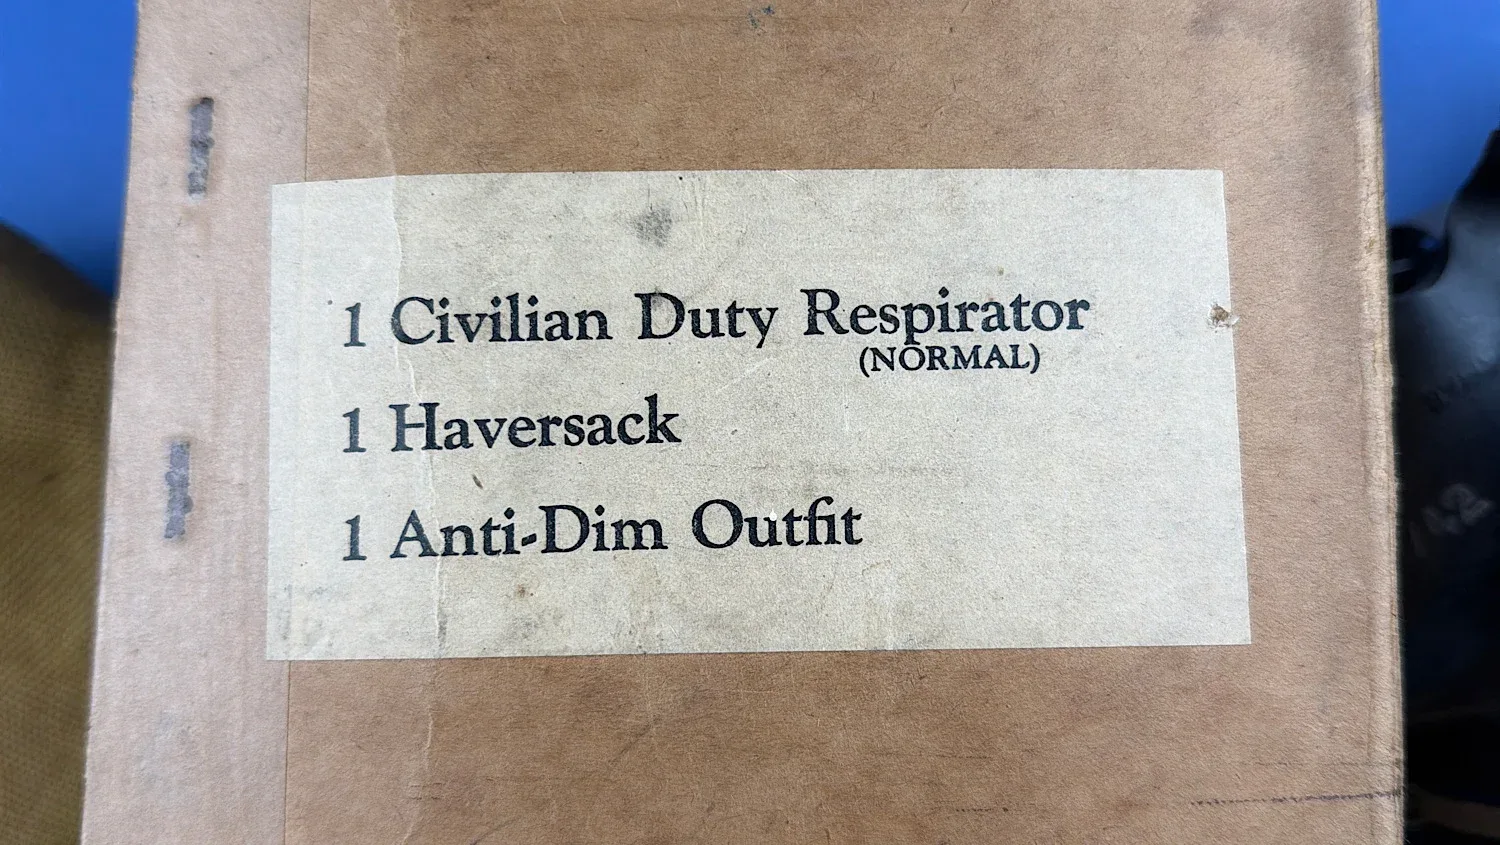 1 Civilian Duty Respirator
(NORMAL)
1 Haversack
1 Anti-Dim Outfit